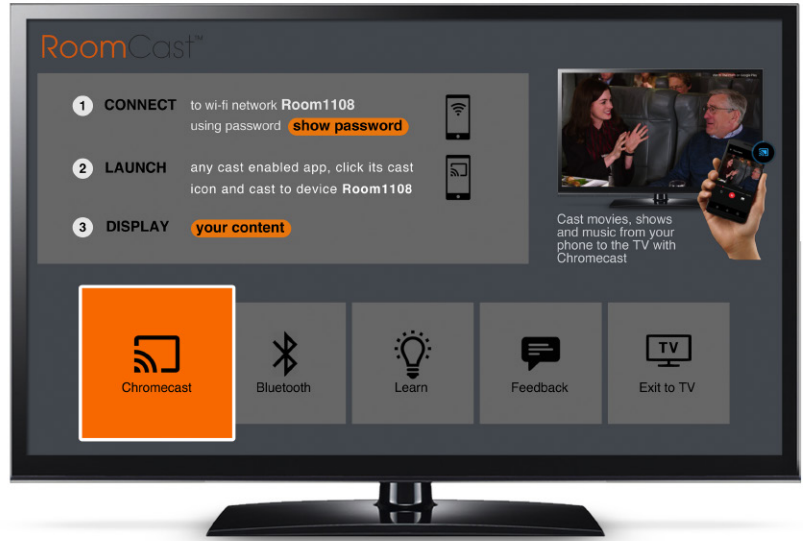 RoomCast™
1 CONNECT to wi-fi network Room1108
using password show password
2 LAUNCH any cast enabled app, click its cast
icon and cast to device Room1108
3 DISPLAY your content
Cast movies, shows
and music from your
phone to the TV with
Chromecast
Chromecast
Bluetooth
Learn
Feedback
TV
Exit to TV